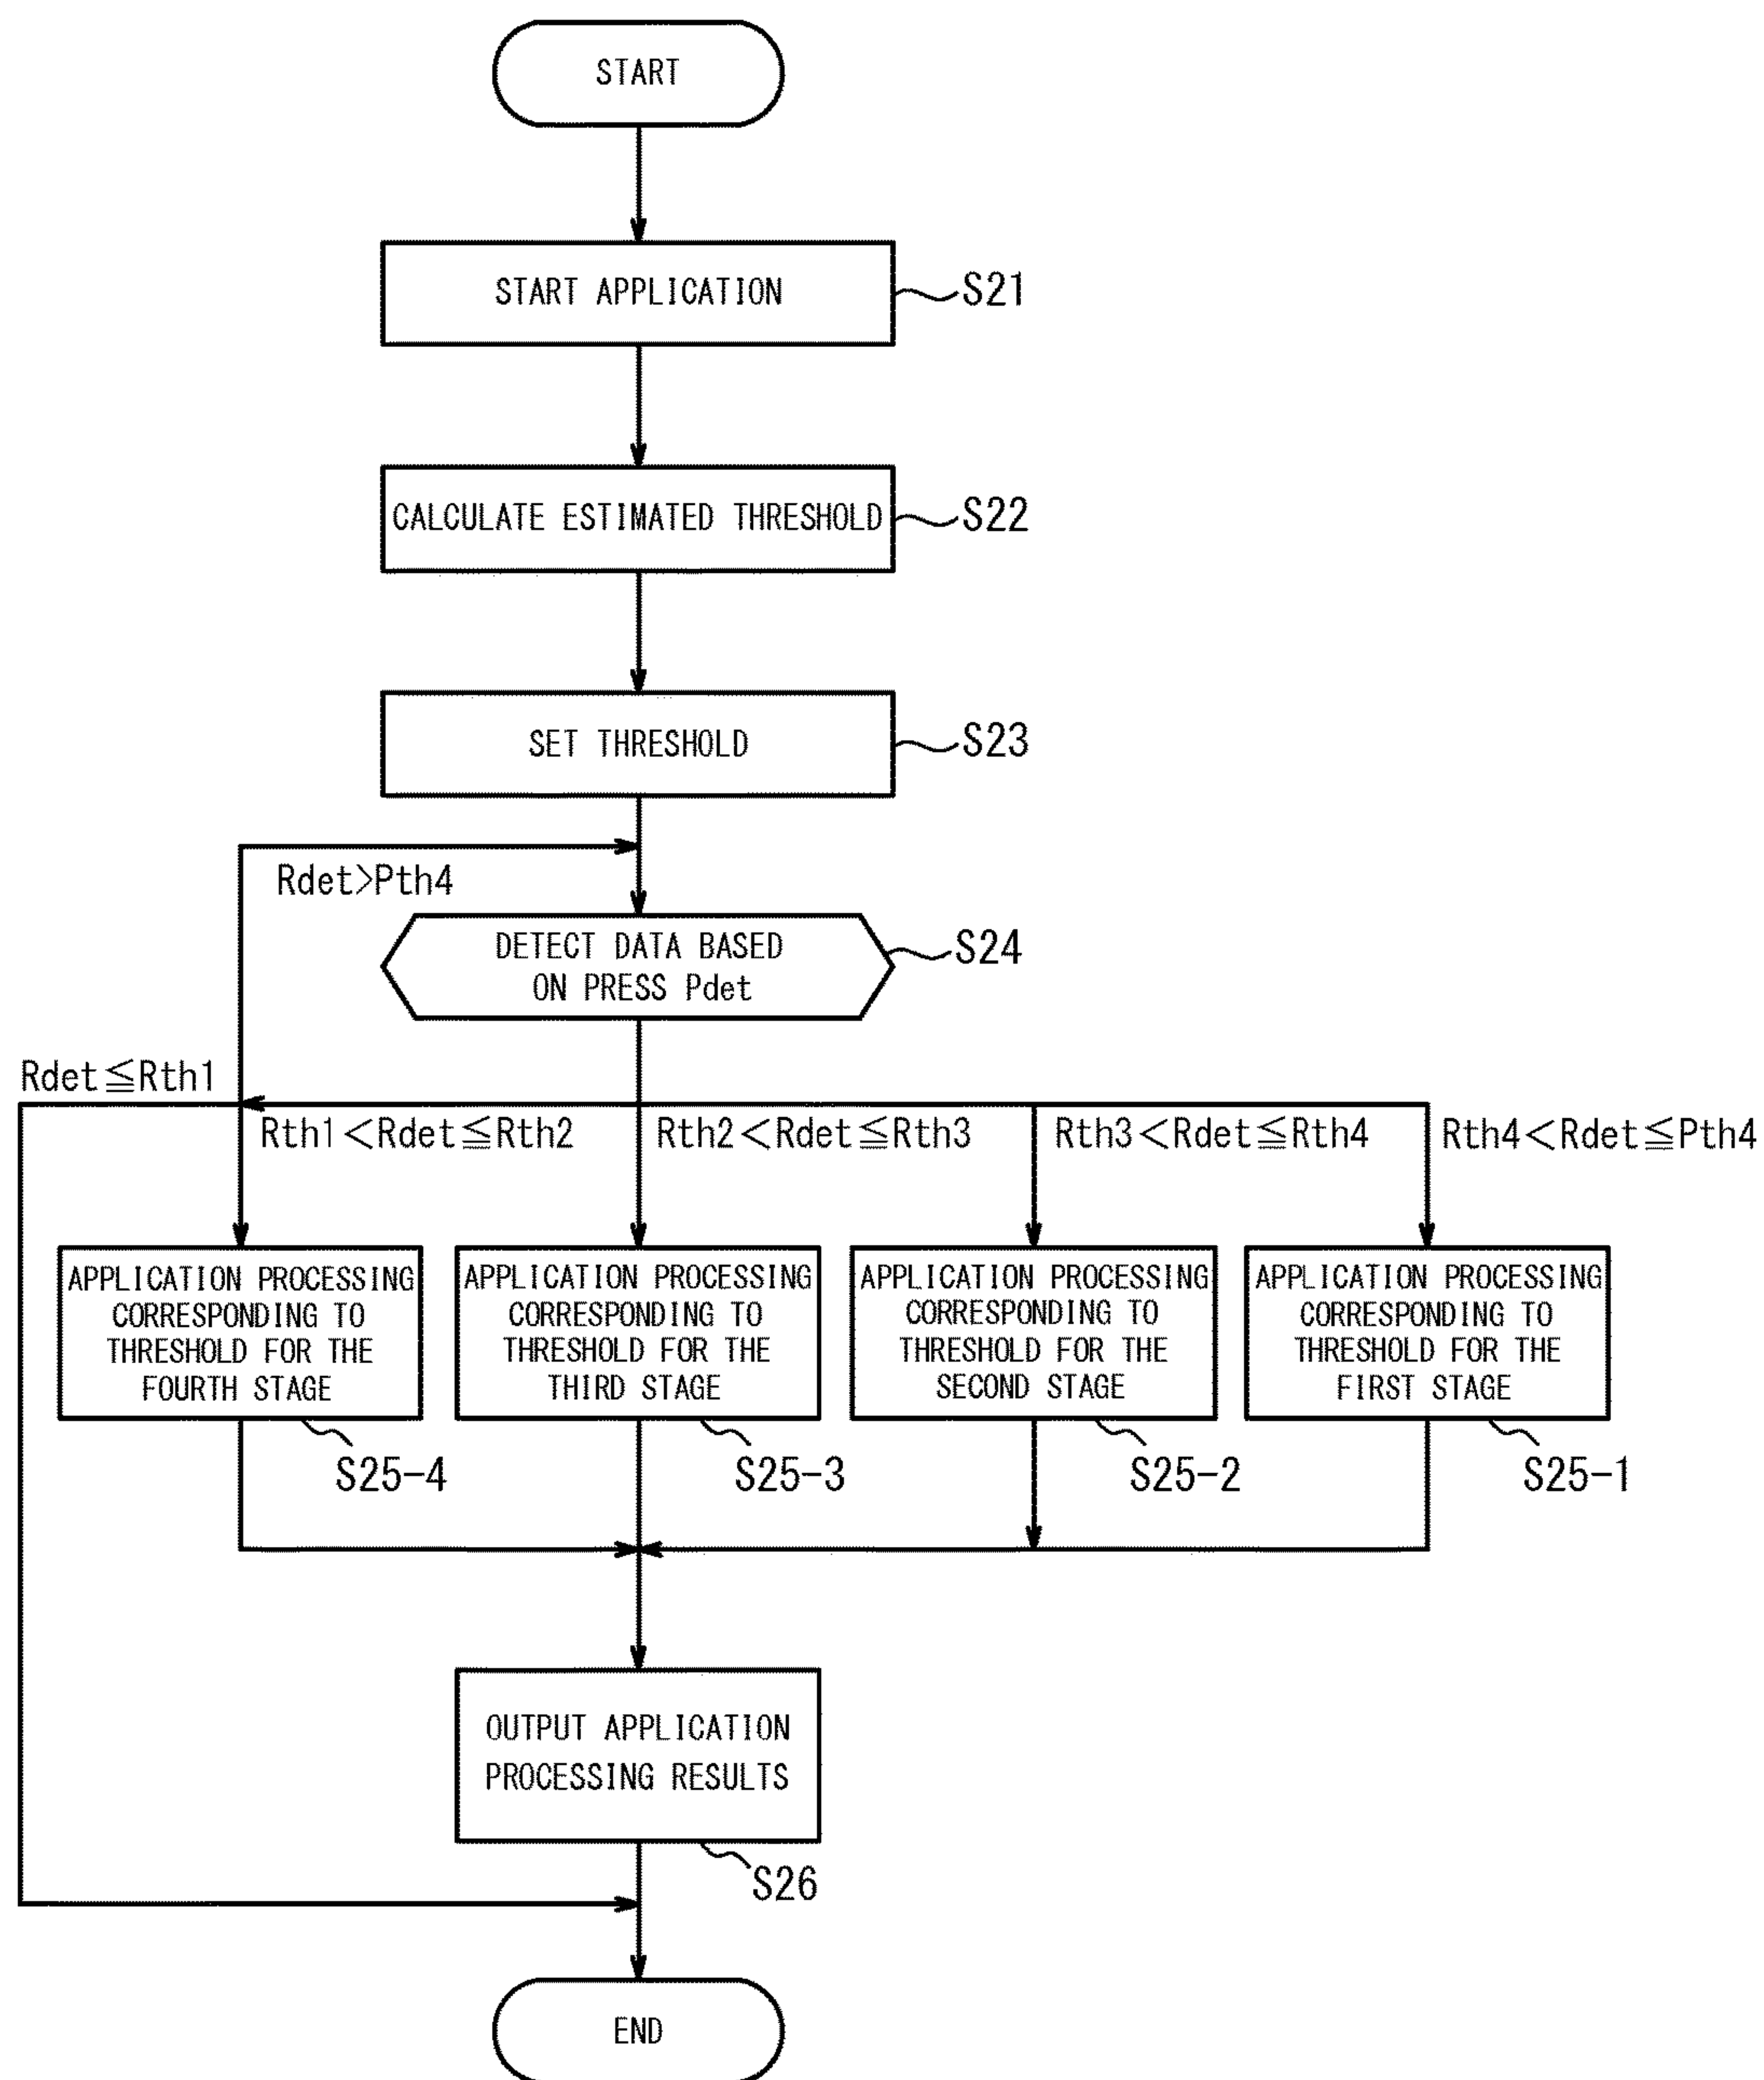 START
START APPLICATION
S21
CALCULATE ESTIMATED THRESHOLD
S22
SET THRESHOLD
S23
Rdet>Pth4
DETECT DATA BASED
ON PRESS Pdet
S24
Rdet≦Rth1
Rth1<Rdet≦Rth2
Rth2<Rdet≦Rth3
Rth3<Rdet≦Rth4
Rth4<Rdet≦Pth4
APPLICATION PROCESSING
CORRESPONDING TO
THRESHOLD FOR THE
FOURTH STAGE
S25-4
APPLICATION PROCESSING
CORRESPONDING TO
THRESHOLD FOR THE
THIRD STAGE
S25-3
APPLICATION PROCESSING
CORRESPONDING TO
THRESHOLD FOR THE
SECOND STAGE
S25-2
APPLICATION PROCESSING
CORRESPONDING TO
THRESHOLD FOR THE
FIRST STAGE
S25-1
OUTPUT APPLICATION
PROCESSING RESULTS
S26
END